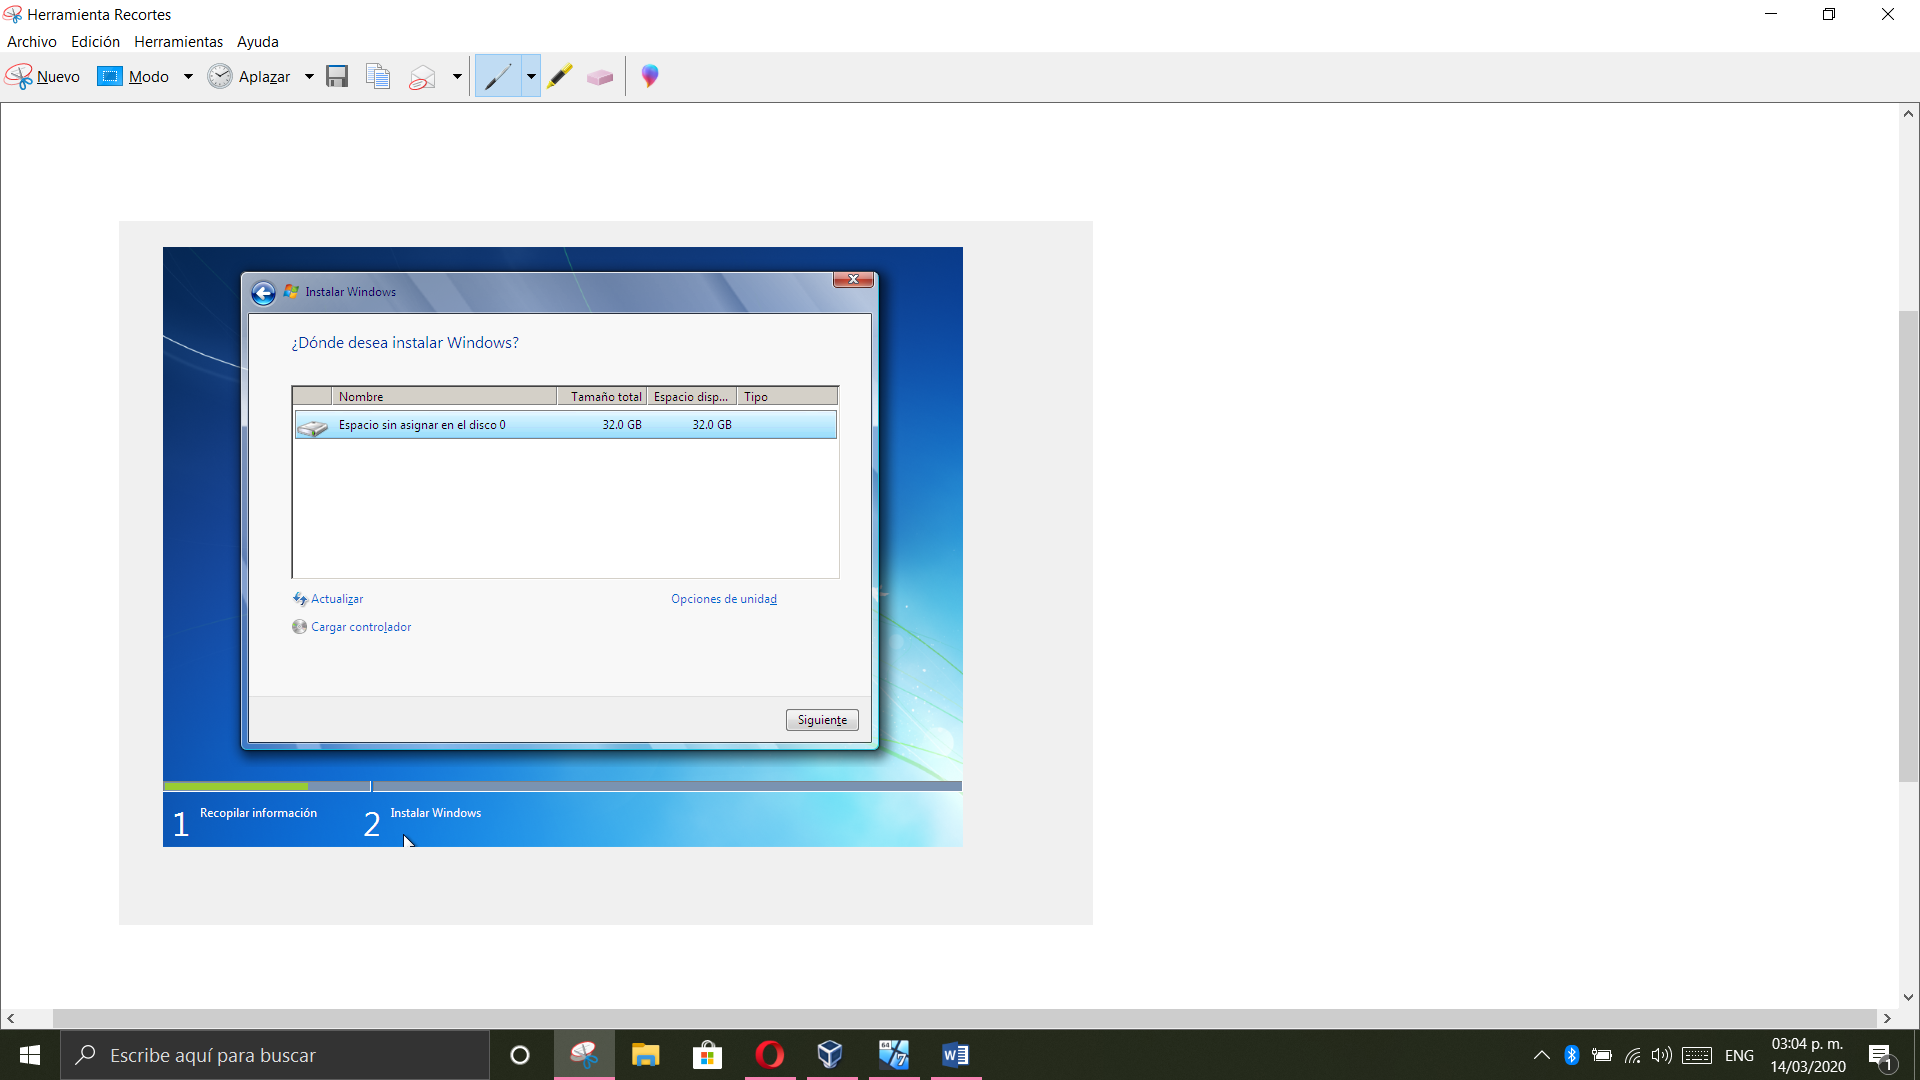 Herramienta Recortes
Archivo Edición Herramientas Ayuda
Nuevo Modo Aplazar
Instalar Windows
¿Dónde desea instalar Windows?
Nombre Tamaño total Espacio disp... Tipo
Espacio sin asignar en el disco 0 32.0 GB 32.0 GB
Actualizar Opciones de unidad
Cargar controlador
Siguiente
1 Recopilar información 2 Instalar Windows
Escribe aquí para buscar
64
7
W
ENG
03:04 p. m.
14/03/2020
1